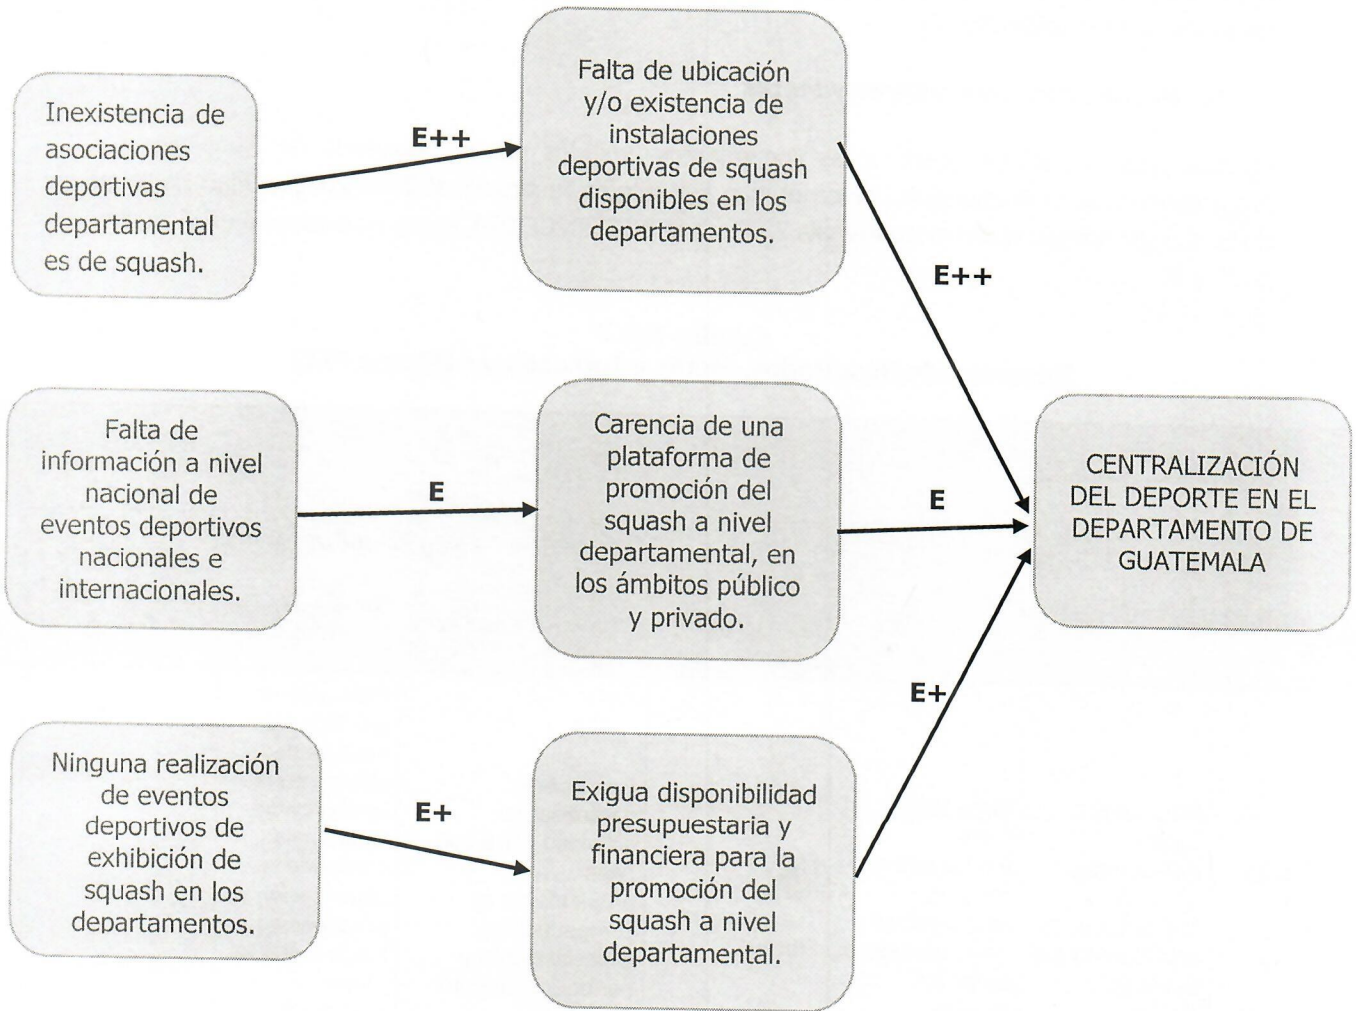 Inexistencia de
asociaciones
deportivas
departamental
es de squash.
E++
Falta de ubicación
y/o existencia de
instalaciones
deportivas de squash
disponibles en los
departamentos.
E++
Falta de
información a nivel
nacional de
eventos deportivos
nacionales e
internacionales.
E
Carencia de una
plataforma de
promoción del
squash a nivel
departamental, en
los ámbitos público
y privado.
E
CENTRALIZACIÓN
DEL DEPORTE EN EL
DEPARTAMENTO DE
GUATEMALA
Ninguna realización
de eventos
deportivos de
exhibición de
squash en los
departamentos.
E+
Exigua disponibilidad
presupuestaria y
financiera para la
promoción del
squash a nivel
departamental.
E+